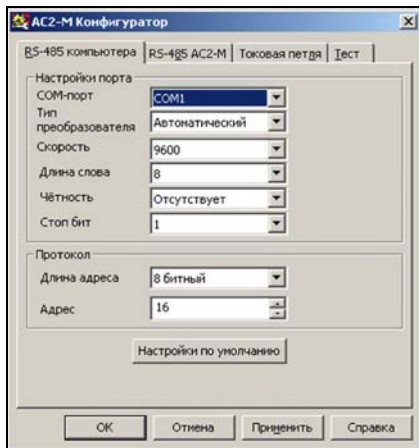 АС2-М Конфигуратор
RS-485 компьютера RS-485 АС2-М Токовая петля Тест
Настройки порта
COM-порт COM1
Тип преобразователя Автоматический
Скорость 9600
Длина слова 8
Чётность Отсутствует
Стоп бит 1
Протокол
Длина адреса 8 битный
Адрес 16
Настройки по умолчанию
OK Отмена Применить Справка